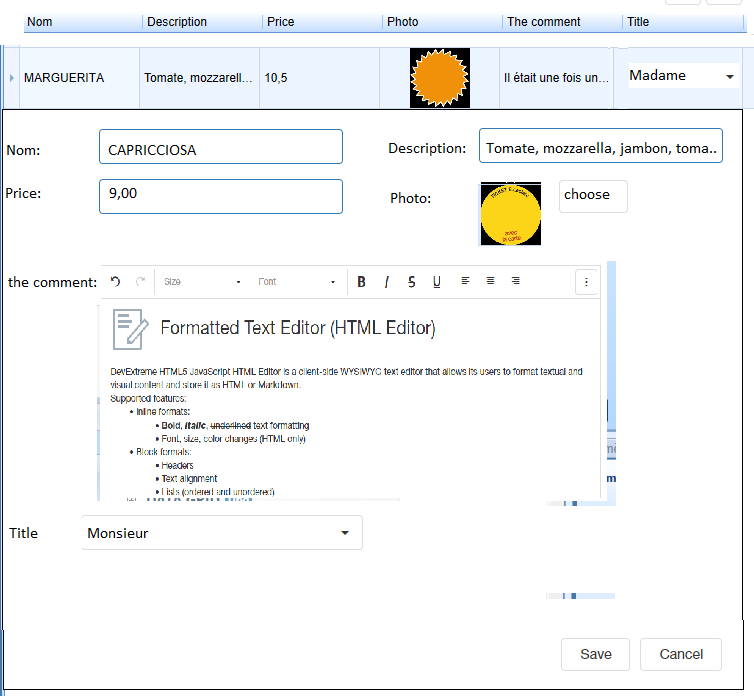 Nom Description Price Photo The comment Title
MARGUERITA Tomate, mozzarell... 10,5 Il était une fois un... Madame
Nom: CAPRICCIOSA Description: Tomate, mozzarella, jambon, toma..
Price: 9,00 Photo: choose
the comment: Size Font B I S U
Formatted Text Editor (HTML Editor)
DevExtreme HTML5 JavaScript HTML Editor is a client-side WYSIWYG text editor that allows its users to format textual and
visual content and store it as HTML or Markdown.
Supported features:
• Inline formats:
• Bold, italic, underlined text formatting
• Font, size, color changes (HTML only)
• Block formats:
• Headers
• Text alignment
• Lists (ordered and unordered)
Title Monsieur
Save Cancel